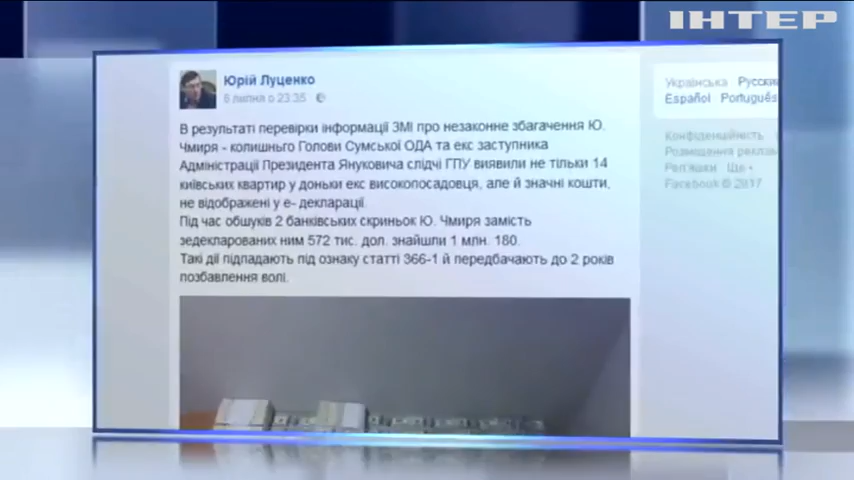 ІНТЕР
Юрій Луценко
6 липня о 23:35
В результаті перевірки інформації ЗМІ про незаконне збагачення Ю.
Чмиря - колишнього Голови Сумської ОДА та екс заступника
Адміністрації Президента Януковича слідчі ГПУ виявили не тільки 14
київських квартир у доньки екс високопосадовця, але й значні кошти,
не відображені у е- декларації.
Під час обшуків 2 банківських скриньок Ю. Чмиря замість
задекларованих ним 572 тис. дол. знайшли 1 млн. 180.
Такі дії підпадають під ознаку статті 366-1 й передбачають до 2 років
позбавлення волі.
Українська Русски
Español Português
Конфіденційність
Розміщення реклам
Реп'яшки Ще
Facebook © 2017